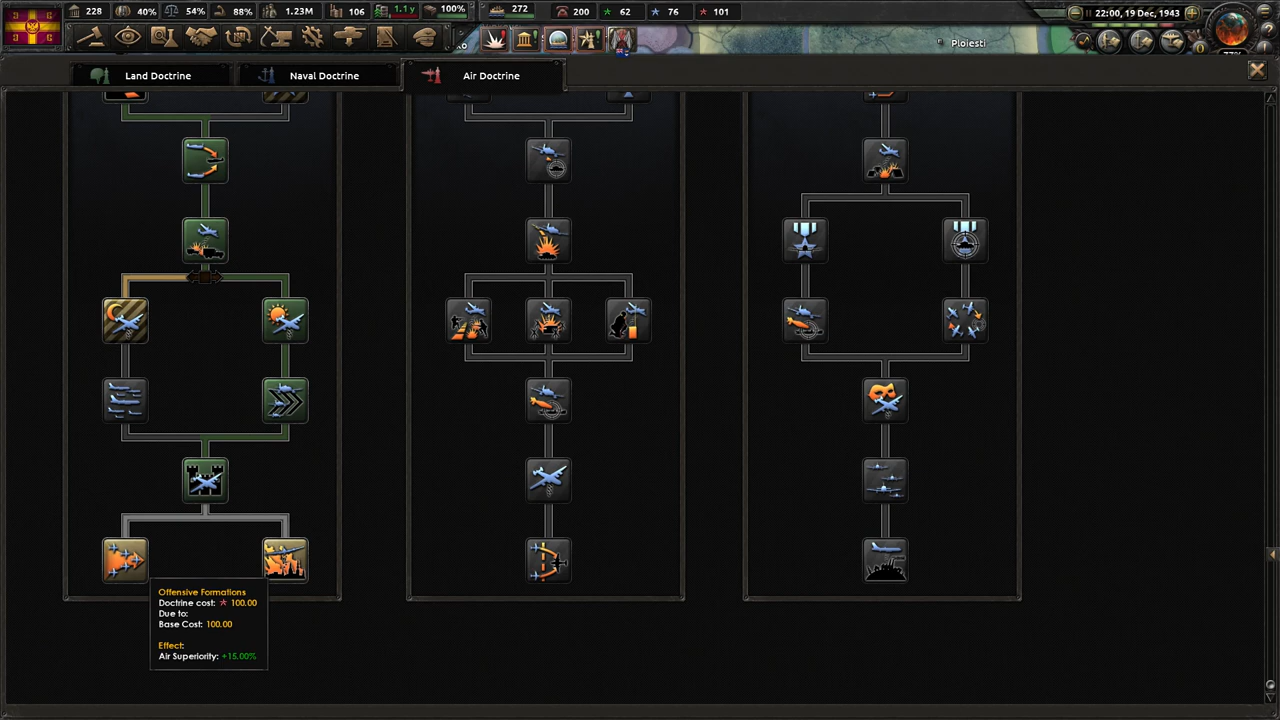 228 40% 54% 88% 1.23M 106 1.1 y 100% 272 200 62 76 101 22:00, 19 Dec, 1943
Ploiesti
77%
Land Doctrine Naval Doctrine Air Doctrine
Offensive Formations
Doctrine cost: 100.00
Due to:
Base Cost: 100.00
Effect:
Air Superiority: +15.00%